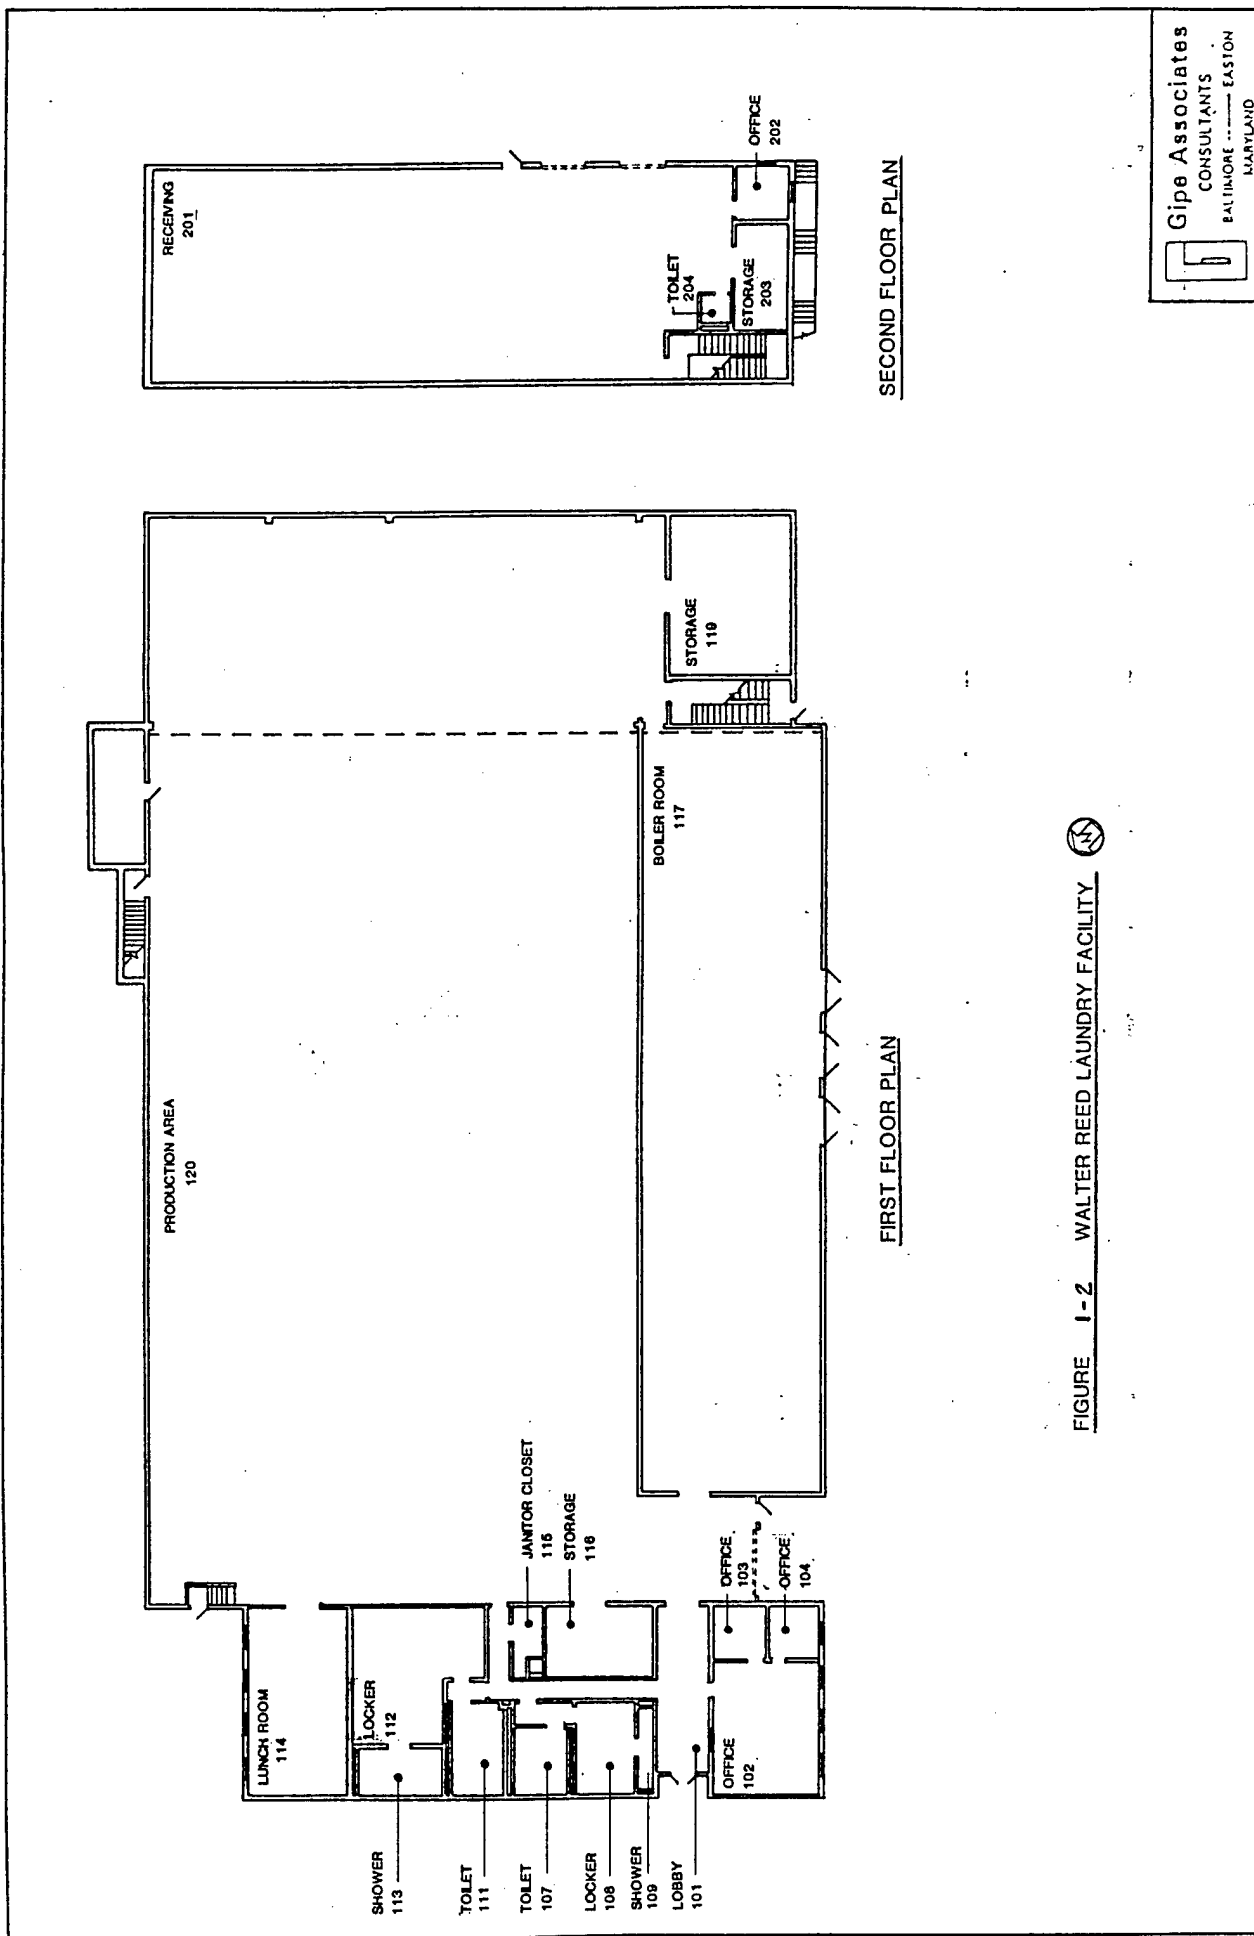 LUNCH ROOM
114
LOCKER
112
SHOWER
113
TOILET
111
TOILET
107
LOCKER
108
SHOWER
109
LOBBY
101
OFFICE
102
OFFICE
103
OFFICE
104
JANITOR CLOSET
115
STORAGE
116
PRODUCTION AREA
120
BOILER ROOM
117
STORAGE
119
FIRST FLOOR PLAN
RECEIVING
201
TOILET
204
STORAGE
203
OFFICE
202
SECOND FLOOR PLAN
FIGURE 1-2 WALTER REED LAUNDRY FACILITY
N
Gipe Associates
CONSULTANTS
BALTIMORE -------- EASTON
MARYLAND